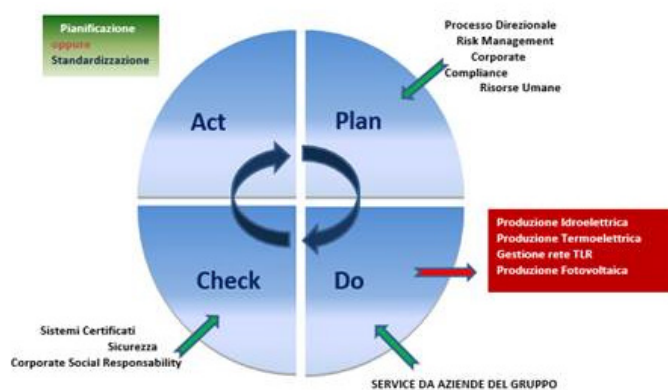 Pianificazione
oppure
Standardizzazione
Processo Direzionale
Risk Management
Corporate
Compliance
Risorse Umane
Act
Plan
Check
Do
Produzione Idroelettrica
Produzione Termoelettrica
Gestione rete TLR
Produzione Fotovoltaica
Sistemi Certificati
Sicurezza
Corporate Social Responsability
SERVICE DA AZIENDE DEL GRUPPO